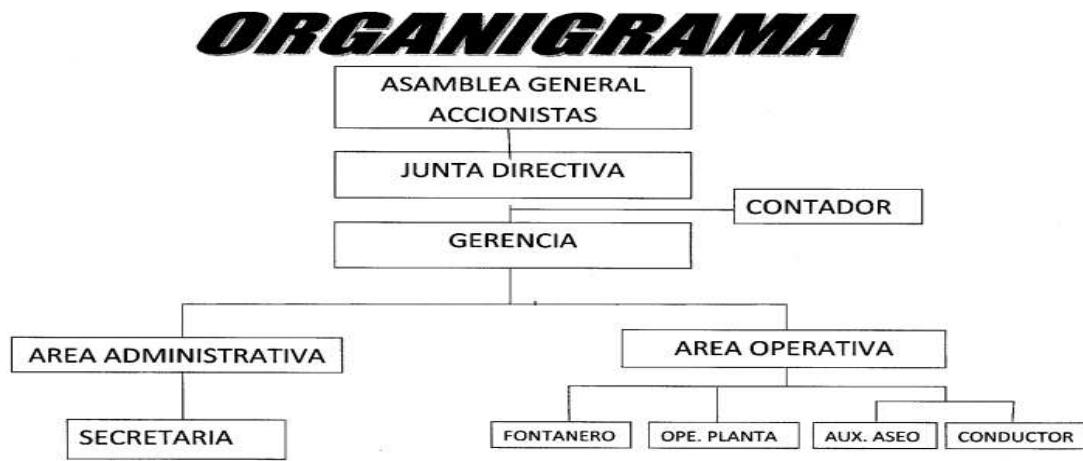 ORGANIGRAMA
ASAMBLEA GENERAL
ACCIONISTAS
JUNTA DIRECTIVA
CONTADOR
GERENCIA
AREA ADMINISTRATIVA
AREA OPERATIVA
SECRETARIA
FONTANERO
OPE. PLANTA
AUX. ASEO
CONDUCTOR